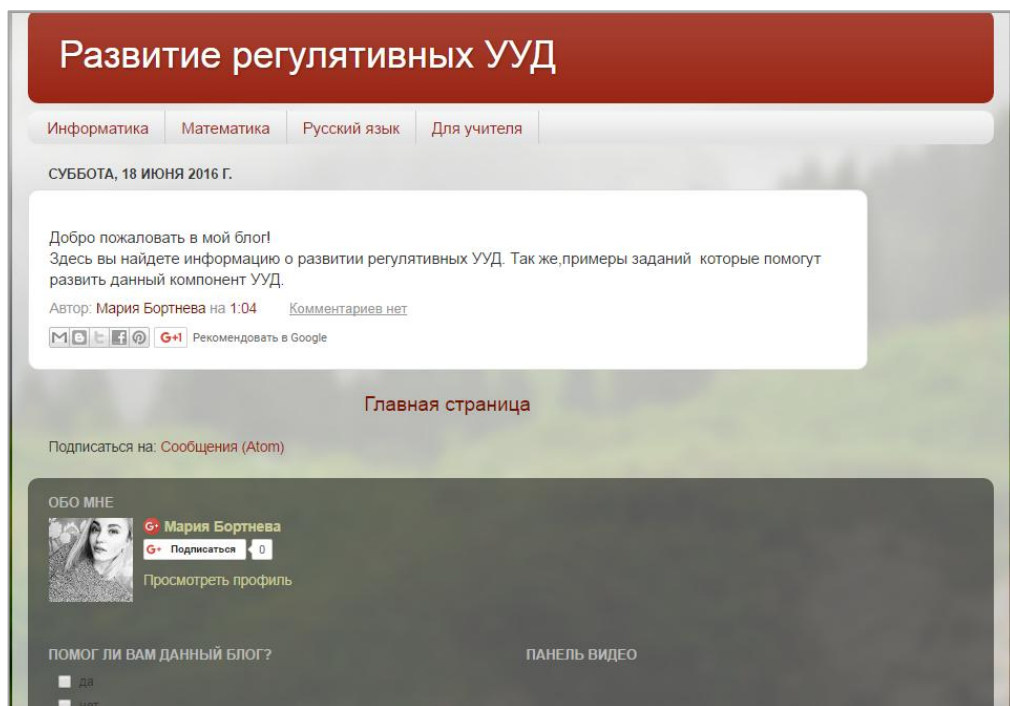 Развитие регулятивных УУД
Информатика Математика Русский язык Для учителя
СУББОТА, 18 ИЮНЯ 2016 Г.
Добро пожаловать в мой блог!
Здесь вы найдете информацию о развитии регулятивных УУД. Так же,примеры заданий которые помогут
развить данный компонент УУД.
Автор: Мария Бортнева на 1:04 Комментариев нет
G+1 Рекомендовать в Google
Главная страница
Подписаться на: Сообщения (Atom)
ОБО МНЕ
G+ Мария Бортнева
G+ Подписаться 0
Просмотреть профиль
ПОМОГ ЛИ ВАМ ДАННЫЙ БЛОГ? ПАНЕЛЬ ВИДЕО
да
нет